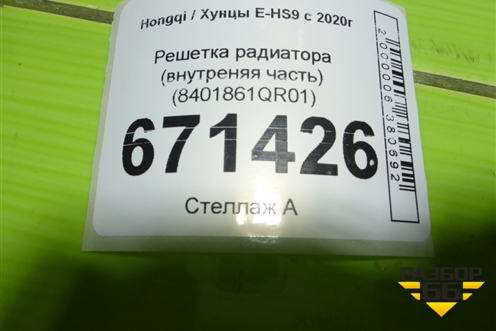 Hongqi / Хунцы E-HS9 с 2020г
Решетка радиатора
(внутреняя часть)
(8401861QR01)
671426
Стеллаж А
2000006380692
РАЗБОР
66